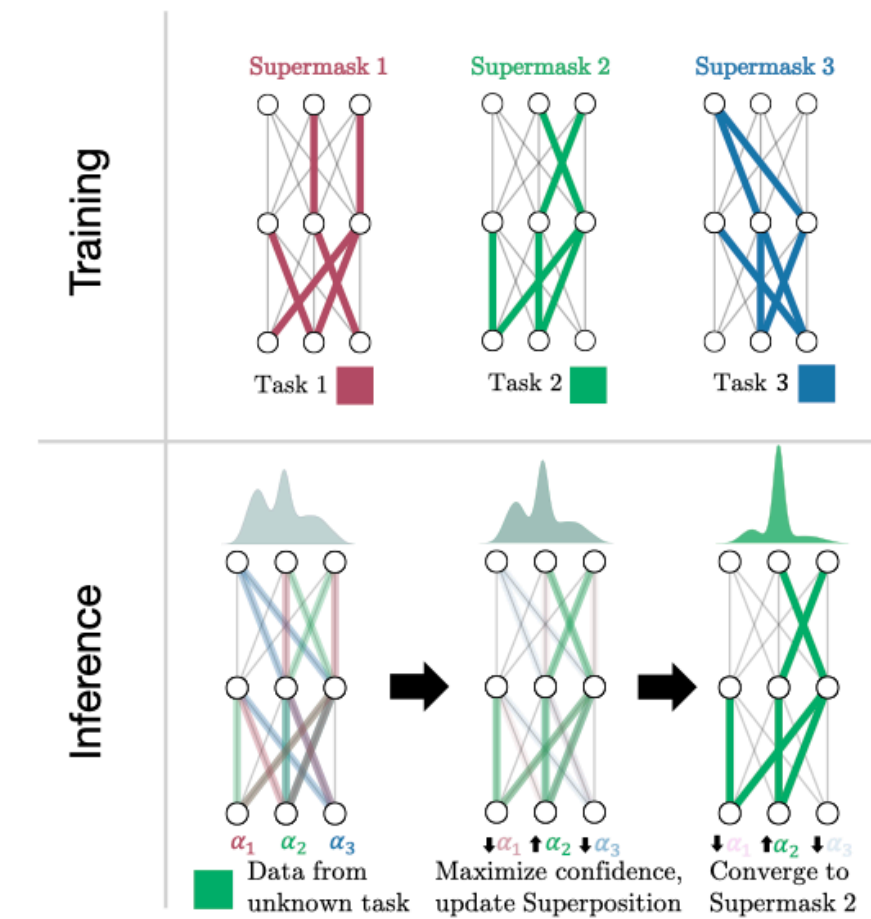 Training
Supermask 1
Supermask 2
Supermask 3
Task 1
Task 2
Task 3
Inference
α₁ α₂ α₃
α₁ α₂ α₃
α₁ α₂ α₃
Data from
unknown task
Maximize confidence,
update Superposition
Converge to
Supermask 2